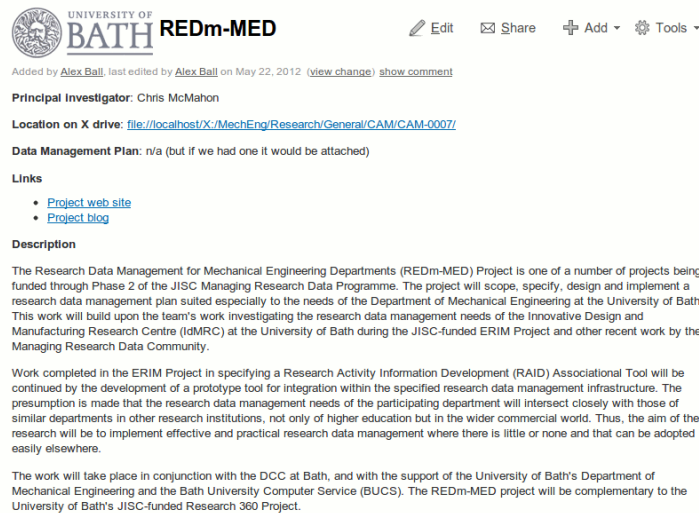 UNIVERSITY OF
BATH REDm-MED
Edit Share Add Tools
Added by Alex Ball, last edited by Alex Ball on May 22, 2012 (view change) show comment
Principal investigator: Chris McMahon
Location on X drive: file://localhost/X:/MechEng/Research/General/CAM/CAM-0007/
Data Management Plan: n/a (but if we had one it would be attached)
Links
• Project web site
• Project blog
Description
The Research Data Management for Mechanical Engineering Departments (REDm-MED) Project is one of a number of projects being
funded through Phase 2 of the JISC Managing Research Data Programme. The project will scope, specify, design and implement a
research data management plan suited especially to the needs of the Department of Mechanical Engineering at the University of Bath
This work will build upon the team's work investigating the research data management needs of the Innovative Design and
Manufacturing Research Centre (IdMRC) at the University of Bath during the JISC-funded ERIM Project and other recent work by the
Managing Research Data Community.
Work completed in the ERIM Project in specifying a Research Activity Information Development (RAID) Associational Tool will be
continued by the development of a prototype tool for integration within the specified research data management infrastructure. The
presumption is made that the research data management needs of the participating department will intersect closely with those of
similar departments in other research institutions, not only of higher education but in the wider commercial world. Thus, the aim of the
research will be to implement effective and practical research data management where there is little or none and that can be adopted
easily elsewhere.
The work will take place in conjunction with the DCC at Bath, and with the support of the University of Bath's Department of
Mechanical Engineering and the Bath University Computer Service (BUCS). The REDm-MED project will be complementary to the
University of Bath's JISC-funded Research 360 Project.